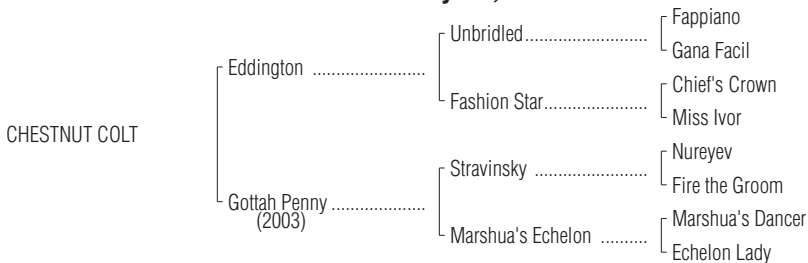 Fappiano
Unbridled..........................
Gana Facil
Eddington ........................
Chief's Crown
Fashion Star......................
Miss Ivor
CHESTNUT COLT
Nureyev
Stravinsky ........................
Fire the Groom
Gottah Penny ....................
(2003)
Marshua's Dancer
Marshua's Echelon ..........
Echelon Lady